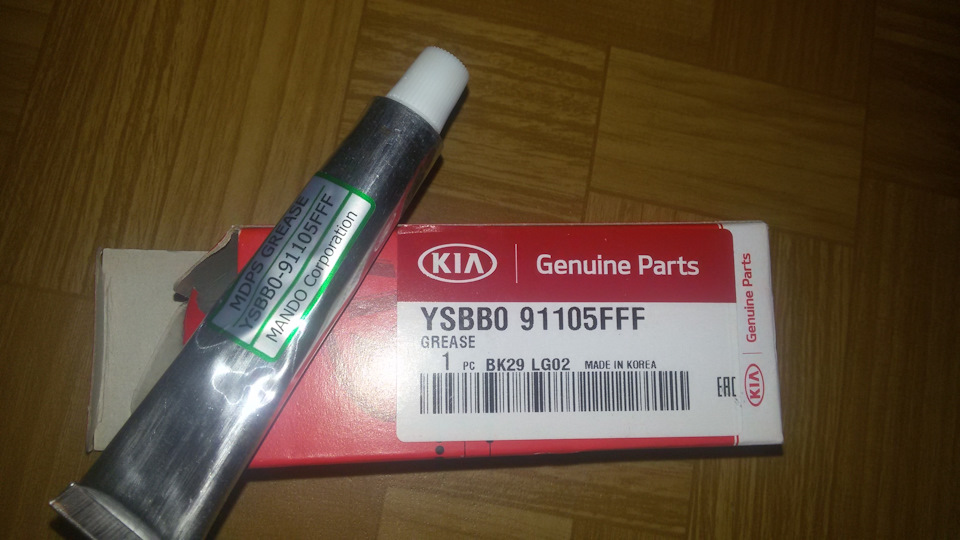 MDPS GREASE
YSBB0-91105FFF
MANDO Corporation
KIA Genuine Parts
YSBB0 91105FFF
GREASE
1 PC BK29 LG02 MADE IN KOREA
EAC
KIA Genuine Parts